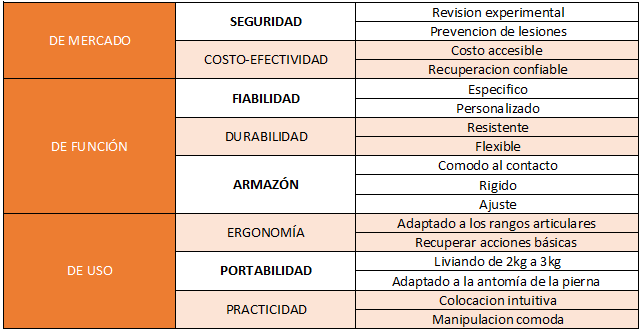 DE MERCADO
SEGURIDAD
Revision experimental
Prevencion de lesiones
COSTO-EFECTIVIDAD
Costo accesible
Recuperacion confiable
DE FUNCIÓN
FIABILIDAD
Especifico
Personalizado
DURABILIDAD
Resistente
Flexible
ARMAZÓN
Comodo al contacto
Rigido
Ajuste
DE USO
ERGONOMÍA
Adaptado a los rangos articulares
Recuperar acciones básicas
PORTABILIDAD
Liviando de 2kg a 3kg
Adaptado a la antomía de la pierna
PRACTICIDAD
Colocacion intuitiva
Manipulacion comoda